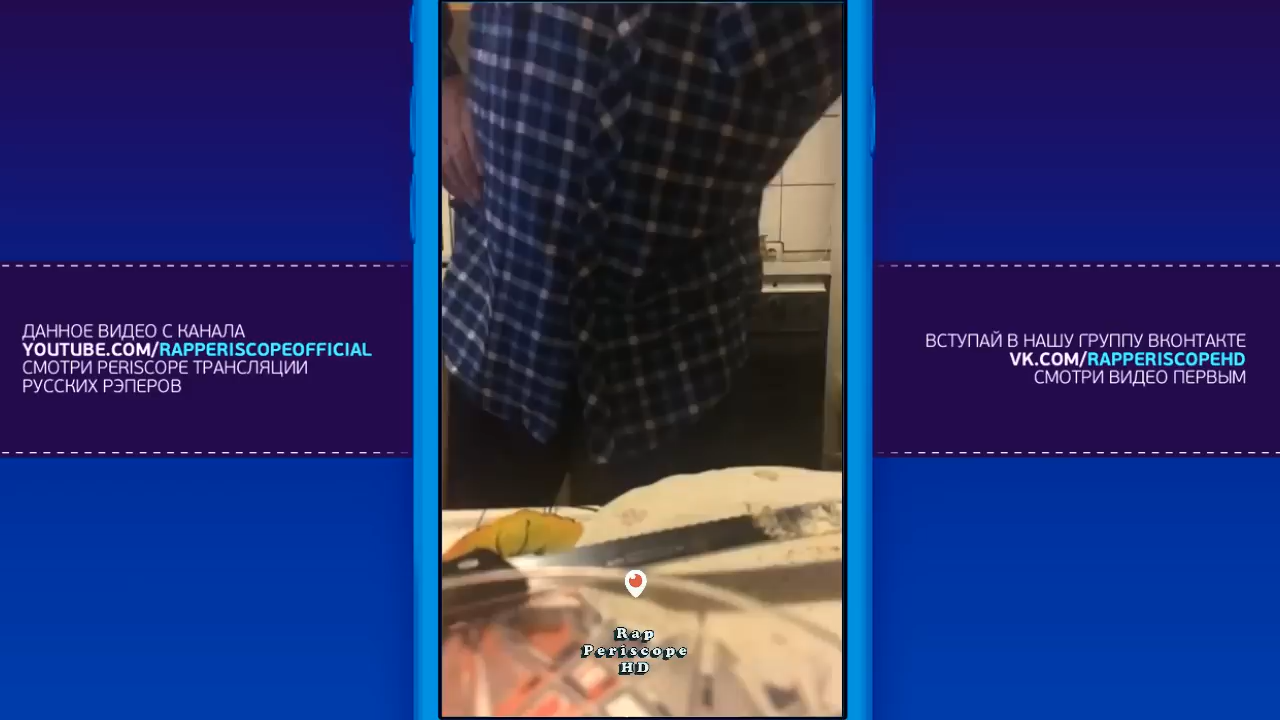 ДАННОЕ ВИДЕО С КАНАЛА
YOUTUBE.COM/RAPPERISCOPEOFFICIAL
СМОТРИ PERISCOPE ТРАНСЛЯЦИИ
РУССКИХ РЭПЕРОВ
ВСТУПАЙ В НАШУ ГРУППУ ВКОНТАКТЕ
VK.COM/RAPPERISCOPEHD
СМОТРИ ВИДЕО ПЕРВЫМ
Rap
Periscope
HD